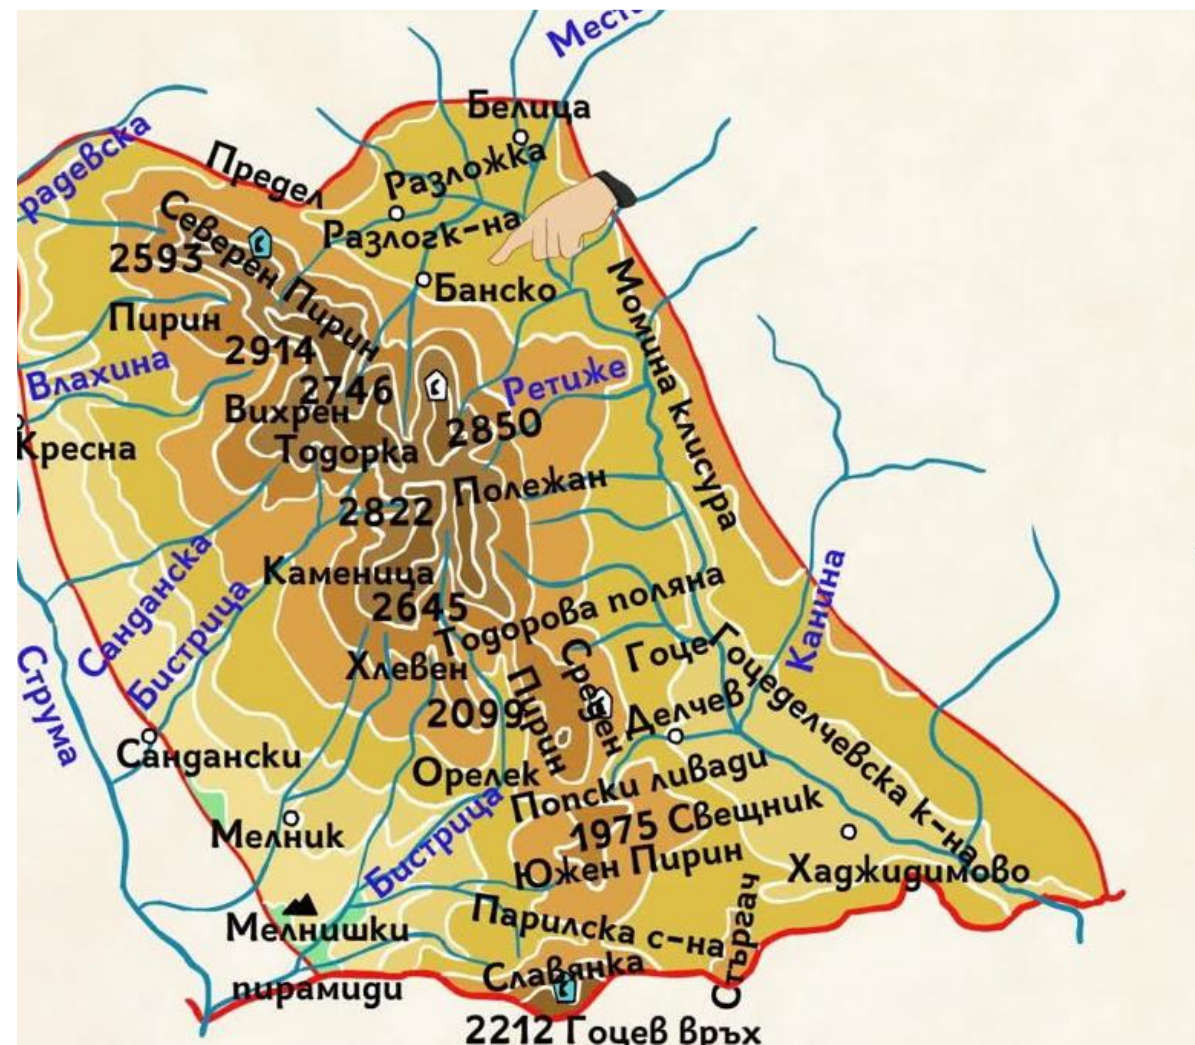 Места
Белица
радевска
Предел
Разложка
Северен Пирин
Разлог
к-на
2593
Банско
Пирин
2914
Момина клисура
Влахина
2746
Ретиже
Вихрен
2850
Кресна
Тодорка
Полежан
2822
Санданска
Бистрица
Каменица
2645
Тодорова поляна
Канина
Струма
Хлевен
Среден
Пирин
Гоце
Делчев
Гоцеделчевска к-на
2099
Сандански
Орелек
Попски ливади
1975 Свещник
Мелник
Бистрица
Южен Пирин
Хаджидимово
Мелнишки
пирамиди
Парилска с-на
Стъргач
Славянка
2212 Гоцев връх